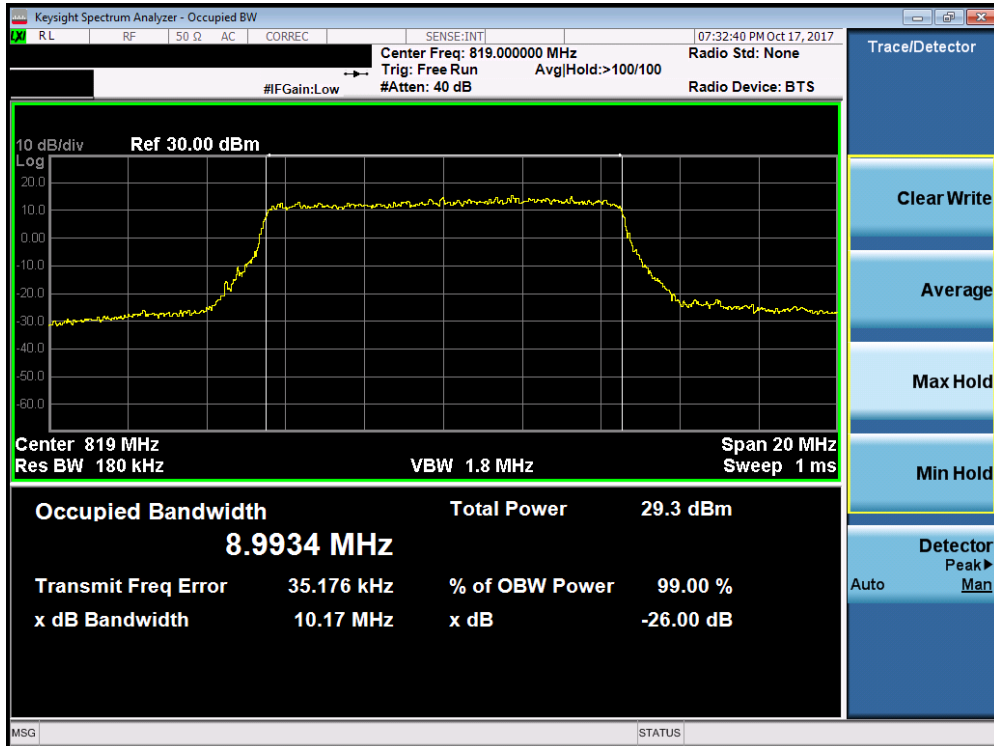 Keysight Spectrum Analyzer - Occupied BW
LXI RL RF 50 Ω AC CORREC SENSE:INT 07:32:40 PM Oct 17, 2017
Center Freq: 819.000000 MHz Radio Std: None
Trig: Free Run Avg|Hold:>100/100
#IFGain:Low #Atten: 40 dB Radio Device: BTS
10 dB/div Ref 30.00 dBm
Log
20.0
10.0
0.00
-10.0
-20.0
-30.0
-40.0
-50.0
-60.0
Center 819 MHz Span 20 MHz
Res BW 180 kHz VBW 1.8 MHz Sweep 1 ms
Occupied Bandwidth Total Power 29.3 dBm
8.9934 MHz
Transmit Freq Error 35.176 kHz % of OBW Power 99.00 %
x dB Bandwidth 10.17 MHz x dB -26.00 dB
MSG STATUS
Trace/Detector
Clear Write
Average
Max Hold
Min Hold
Detector
Peak▶
Auto Man